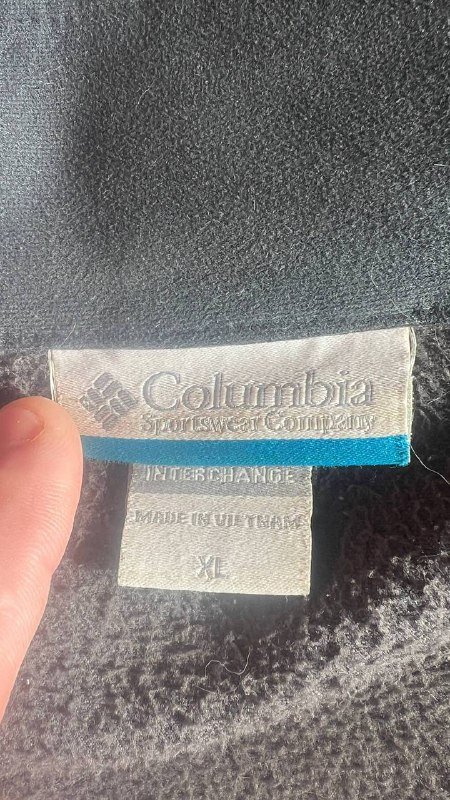 Columbia
Sportswear Company
INTERCHANGE
MADE IN VIETNAM
XL